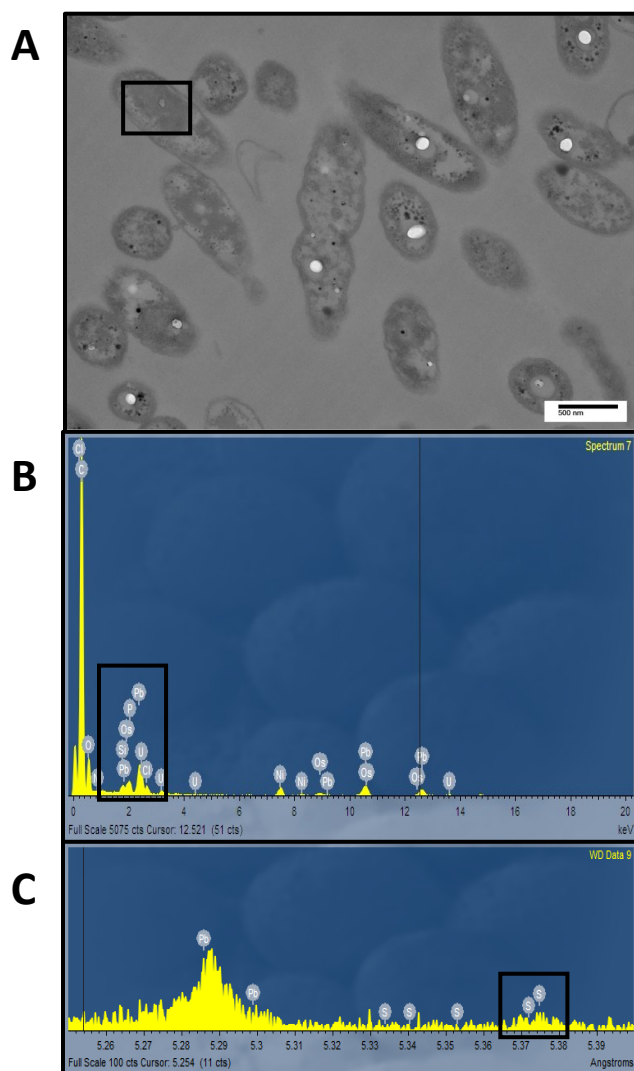 A
500 nm
B
Spectrum 7
Cl
C
Pb
P
Os
O
Si
U
Pb
Cl
U
U
Ni
Ni
Os
Pb
Pb
Os
Pb
Os
U
0 2 4 6 8 10 12 14 16 18 20
Full Scale 5075 cts Cursor: 12.521 (51 cts)
keV
C
WD Data 9
Pb
Pb
S
S
S
S
S
5.26 5.27 5.28 5.29 5.3 5.31 5.32 5.33 5.34 5.35 5.36 5.37 5.38 5.39
Full Scale 100 cts Cursor: 5.254 (11 cts)
Angstroms